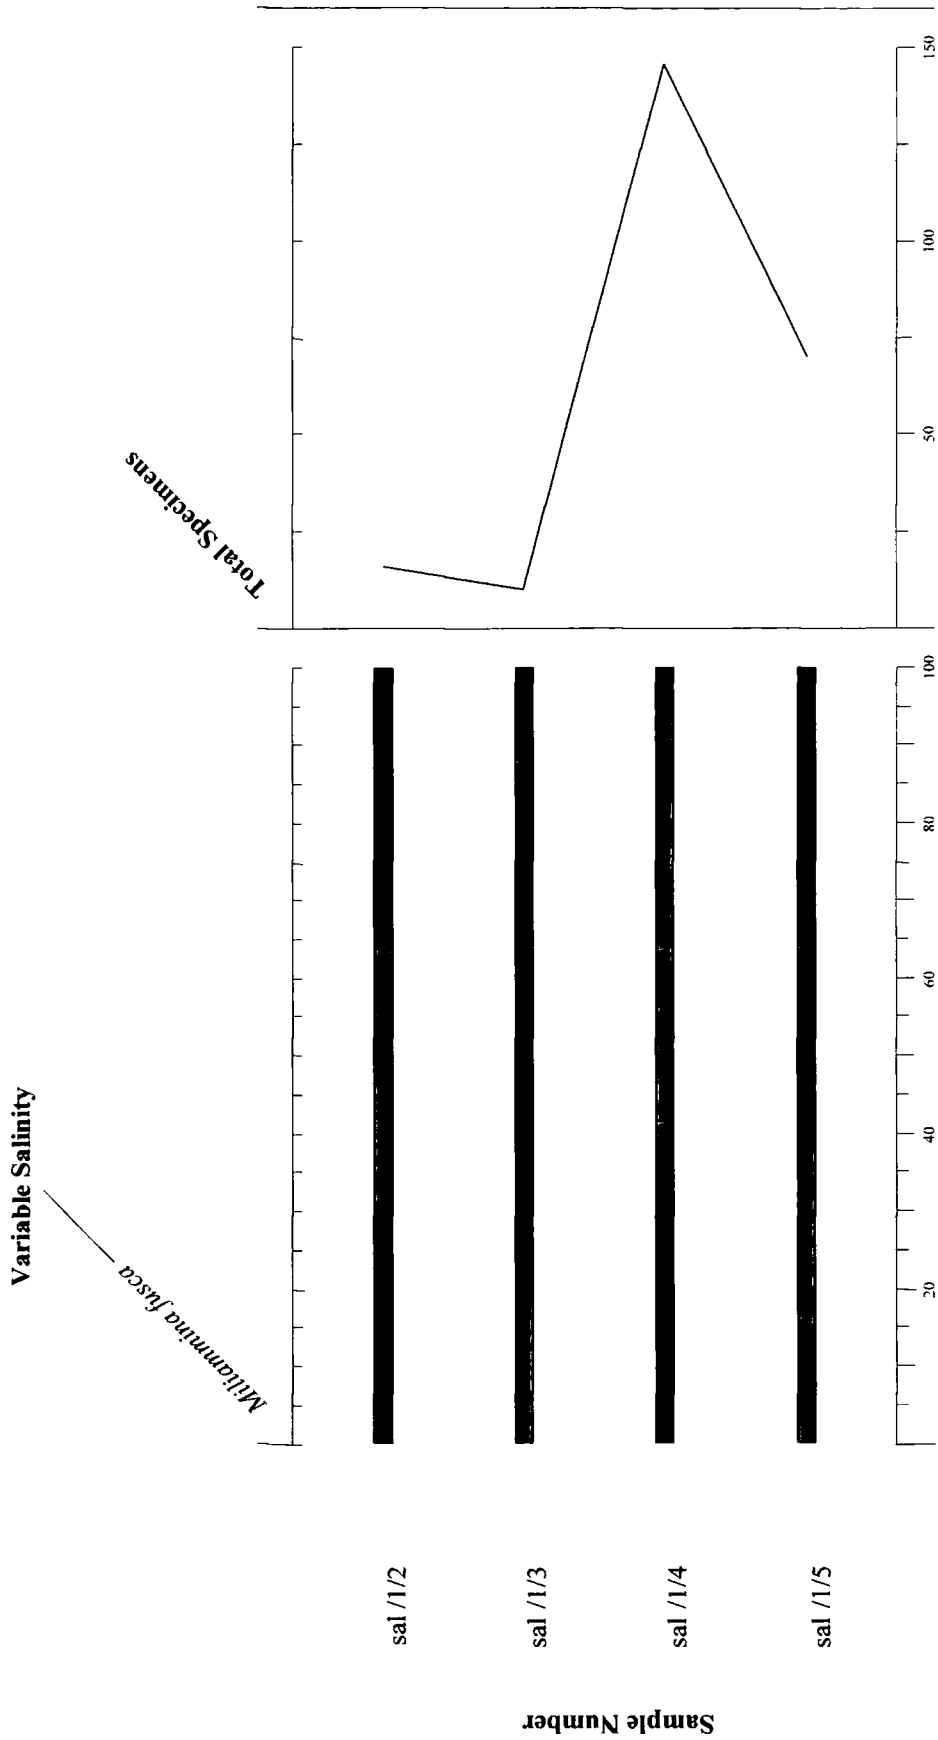 Variable Salinity
Miliammina fusca
Total Specimens
sal /1/2
sal /1/3
sal /1/4
sal /1/5
Sample Number
20
40
60
80
100
50
100
150